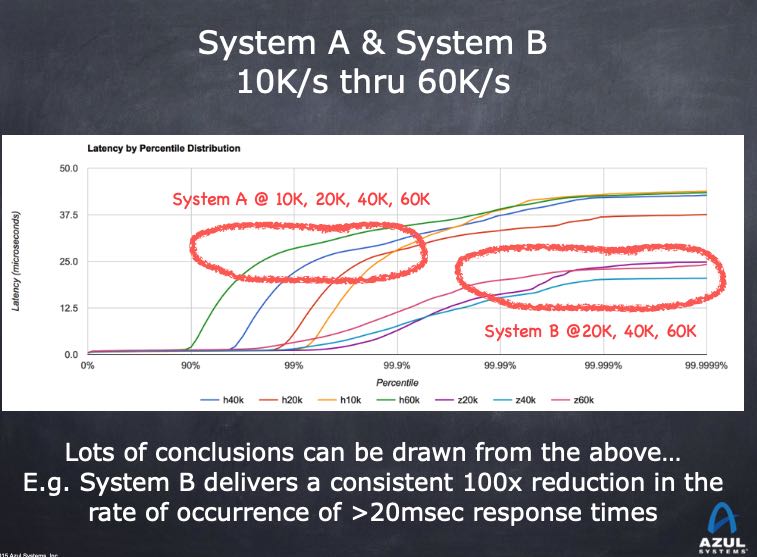 System A & System B
10K/s thru 60K/s
Latency by Percentile Distribution
50.0
System A @ 10K, 20K, 40K, 60K
37.5
Latency (microseconds)
25.0
12.5
System B @20K, 40K, 60K
0.0
0%
90%
99%
99.9%
99.99%
99.999%
99.9999%
Percentile
h40k h20k h10k h60k z20k z40k z60k
Lots of conclusions can be drawn from the above...
E.g. System B delivers a consistent 100x reduction in the
rate of occurrence of >20msec response times
AZUL
SYSTEMS
15 Azul Systems, Inc.